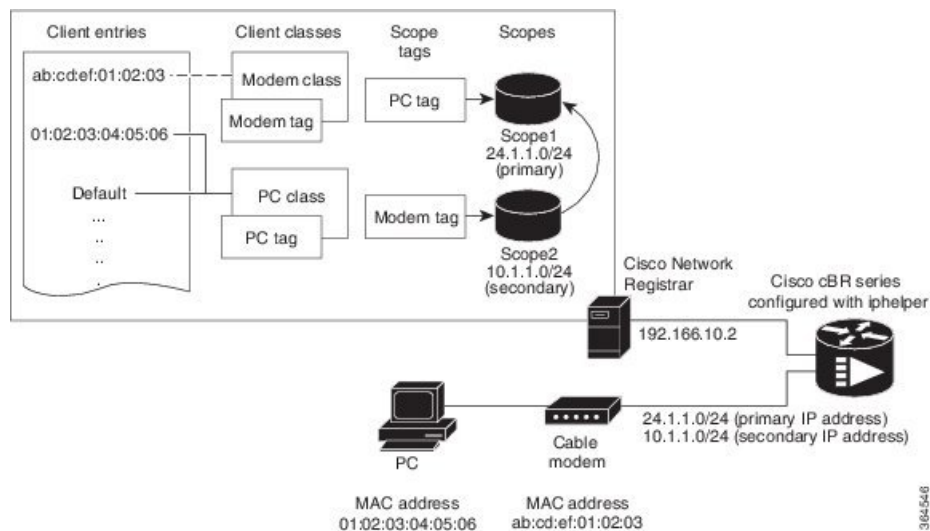 Client entries
Client classes
Scope
tags
Scopes
ab:cd:ef:01:02:03
Modem class
Modem tag
PC tag
Scope1
24.1.1.0/24
(primary)
01:02:03:04:05:06
Default
...
..
..
.
PC class
PC tag
Modem tag
Scope2
10.1.1.0/24
(secondary)
Cisco Network
Registrar
192.166.10.2
Cisco cBR series
configured with iphelper
24.1.1.0/24 (primary IP address)
10.1.1.0/24 (secondary IP address)
PC
Cable
modem
MAC address
01:02:03:04:05:06
MAC address
ab:cd:ef:01:02:03
364546